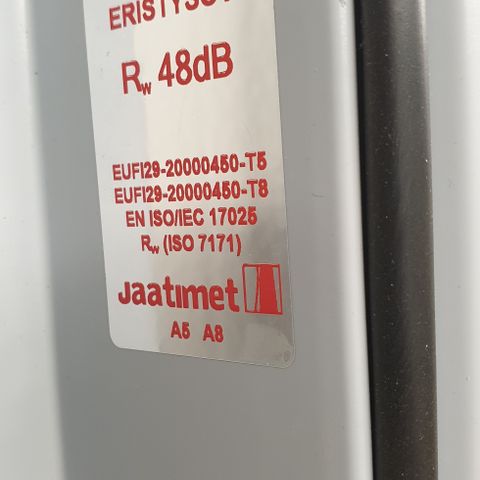 Rw 48dB
EUFI29-20000450-T5
EUFI29-20000450-T8
EN ISO/IEC 17025
Rw (ISO 7171)
Jaatimet
A5 A8